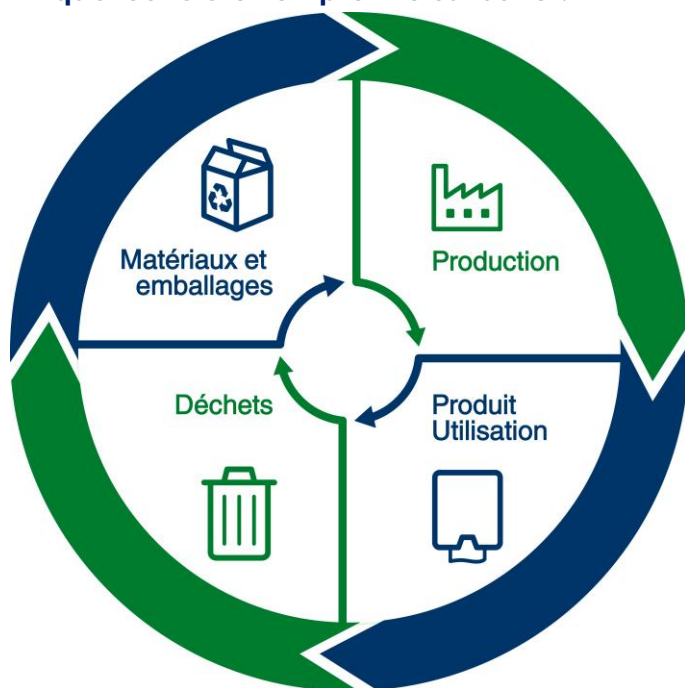 Matériaux et
emballages
Production
Déchets
Produit
Utilisation